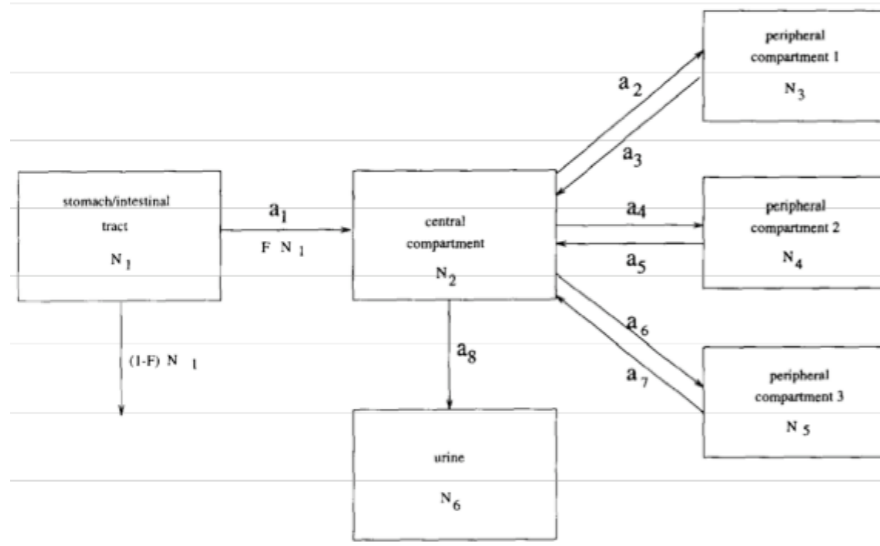 peripheral
compartment 1
N3
a2
a3
stomach/intestinal
tract
N1
a1
F N1
central
compartment
N2
a4
a5
peripheral
compartment 2
N4
(1-F) N 1
a8
a6
a7
peripheral
compartment 3
N5
urine
N6